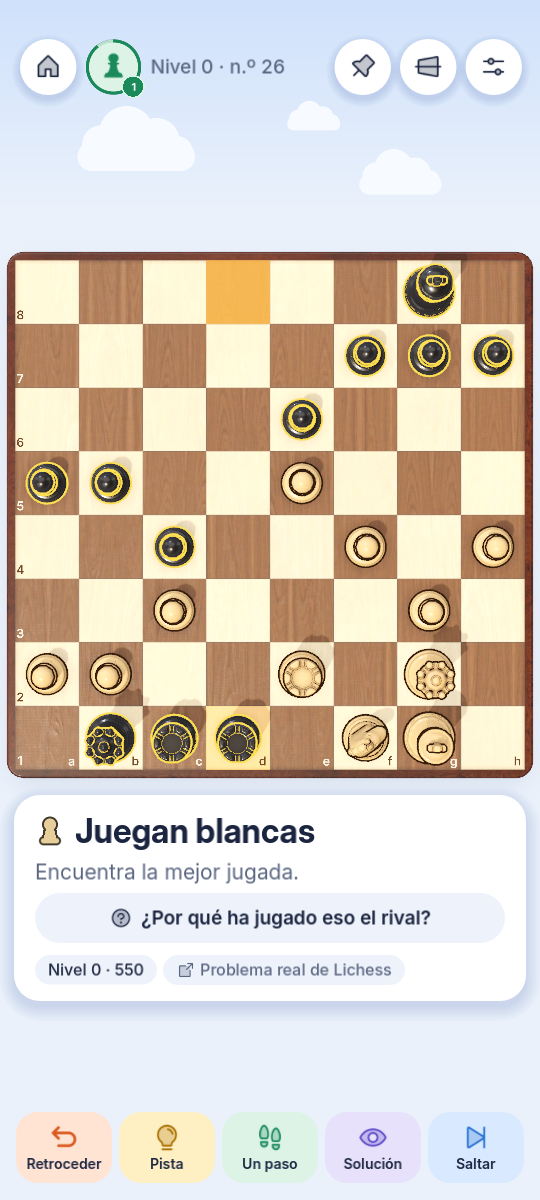 1
Nivel 0 · n.º 26
8
7
6
5
4
3
2
1 a b c d e f g h
Juegan blancas
Encuentra la mejor jugada.
¿Por qué ha jugado eso el rival?
Nivel 0 · 550
Problema real de Lichess
Retroceder
Pista
Un paso
Solución
Saltar